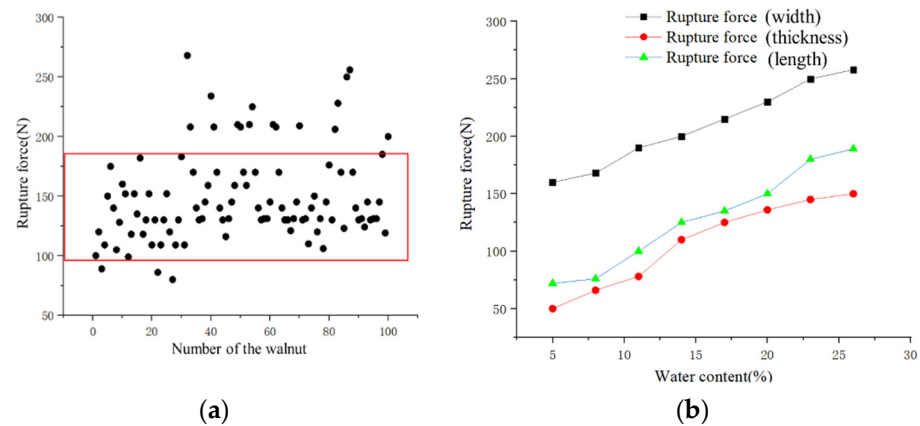 300
250
200
150
100
50
0
20
40
60
80
100
Rupture force(N)
Number of the walnut
(a)
Rupture force (width)
Rupture force (thickness)
Rupture force (length)
300
250
200
150
100
50
5
10
15
20
25
30
Rupture force(N)
Water content(%)
(b)